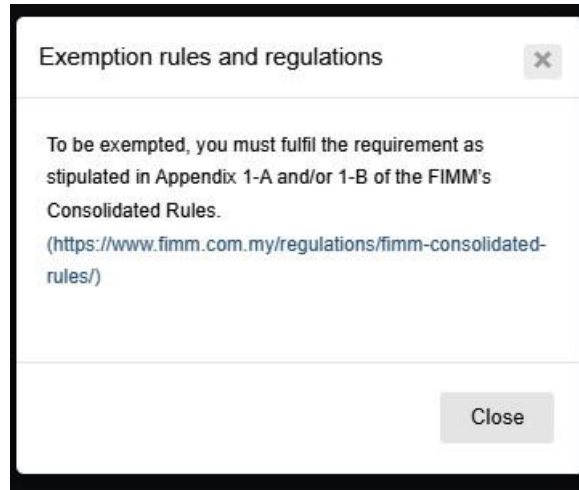 Exemption rules and regulations
×
To be exempted, you must fulfil the requirement as
stipulated in Appendix 1-A and/or 1-B of the FIMM's
Consolidated Rules.
(https://www.fimm.com.my/regulations/fimm-consolidated-
rules/)
Close